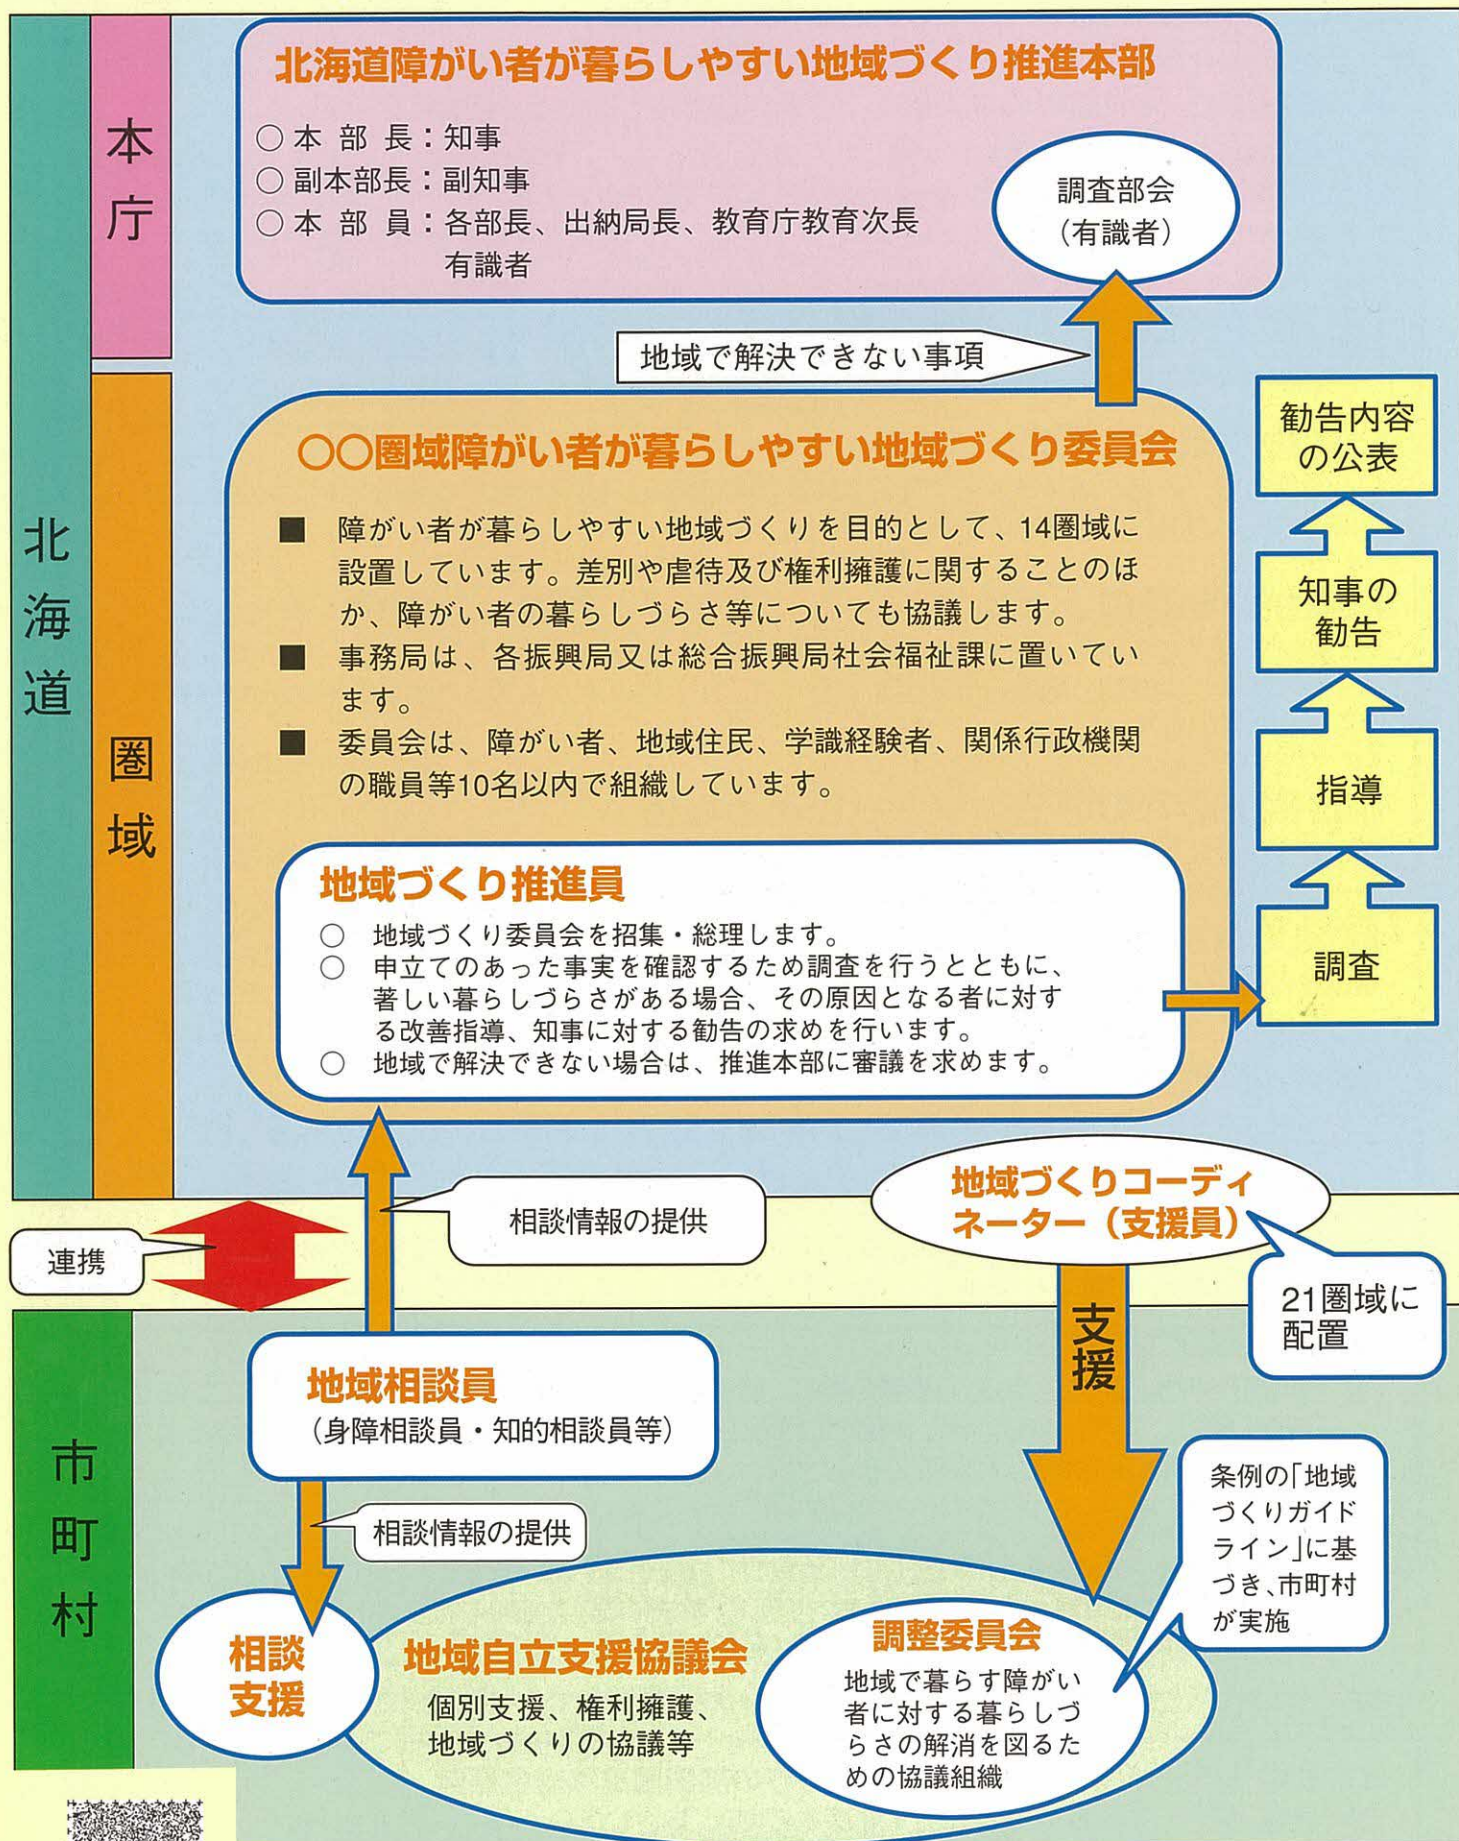 北海道
本庁
北海道障がい者が暮らしやすい地域づくり推進本部
○ 本部長：知事
○ 副本部長：副知事
○ 本部員：各部長、出納局長、教育庁教育次長
有識者
調査部会
（有識者）
地域で解決できない事項
圏域
○○圏域障がい者が暮らしやすい地域づくり委員会
■ 障がい者が暮らしやすい地域づくりを目的として、14圏域に
設置しています。差別や虐待及び権利擁護に関することのほ
か、障がい者の暮らしづらさ等についても協議します。
■ 事務局は、各振興局又は総合振興局社会福祉課に置いてい
ます。
■ 委員会は、障がい者、地域住民、学識経験者、関係行政機関
の職員等10名以内で組織しています。
地域づくり推進員
○ 地域づくり委員会を招集・総理します。
○ 申立てのあった事実を確認するため調査を行うとともに、
著しい暮らしづらさがある場合、その原因となる者に対す
る改善指導、知事に対する勧告の求めを行います。
○ 地域で解決できない場合は、推進本部に審議を求めます。
勧告内容
の公表
知事の
勧告
指導
調査
連携
相談情報の提供
地域づくりコーディ
ネーター（支援員）
21圏域に
配置
支援
市町村
地域相談員
（身障相談員・知的相談員等）
相談情報の提供
条例の「地域
づくりガイド
ライン」に基
づき、市町村
が実施
相談
支援
地域自立支援協議会
個別支援、権利擁護、
地域づくりの協議等
調整委員会
地域で暮らす障がい
者に対する暮らしづ
らさの解消を図るた
めの協議組織